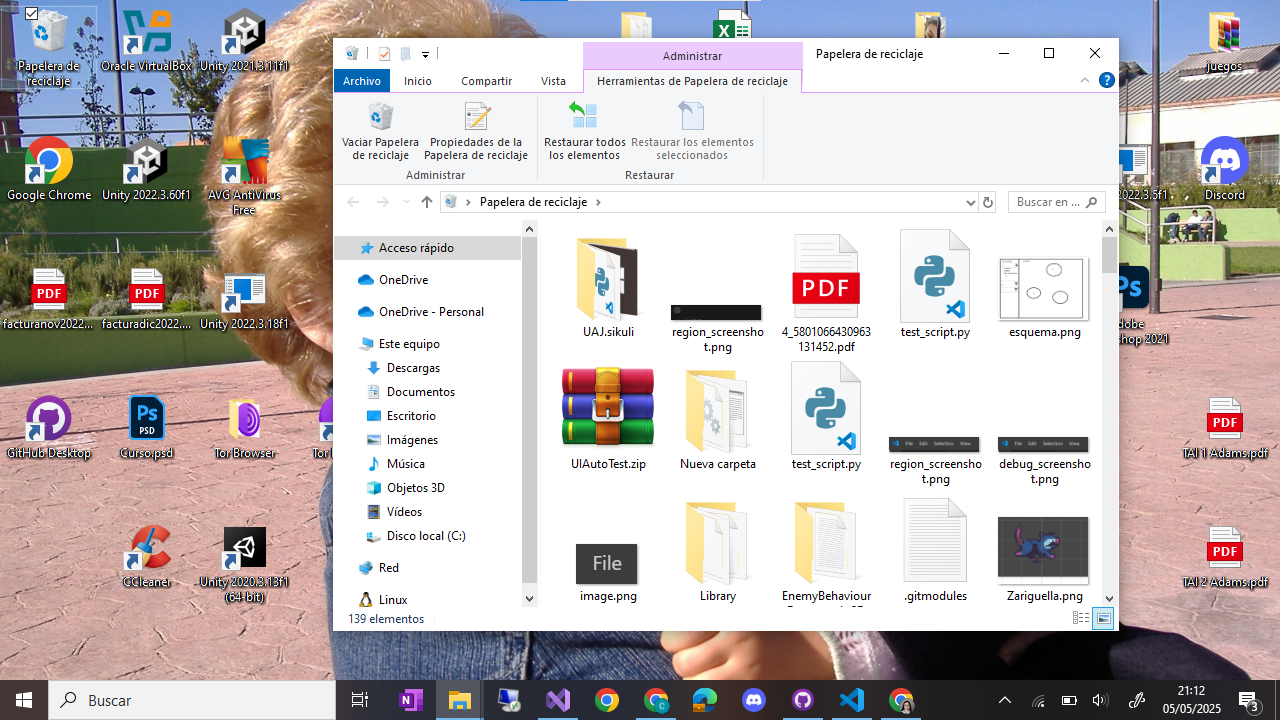 Papelera de reciclaje
Oracle VirtualBox
Unity 2021.3.11f1
Google Chrome
Unity 2022.3.60f1
AVG AntiVirus Free
facturanov2022...
facturadic2022....
Unity 2022.3.18f1
GitHub Desktop
Curso.psd
Tor Browser
CCleaner
Unity 2020.3.13f1
(64-bit)
juegos
2022.3.5f1
Discord
shop 2021
TAI 1 Adams.pdf
TAI 2 Adams.pdf
Administrar
Papelera de reciclaje
Archivo
Inicio
Compartir
Vista
Herramientas de Papelera de reciclaje
Vaciar Papelera
de reciclaje
Propiedades de la
Papelera de reciclaje
Administrar
Restaurar todos
los elementos
Restaurar los elementos
seleccionados
Restaurar
Papelera de reciclaje
Buscar en ...
Acceso rápido
OneDrive
OneDrive - Personal
Este equipo
Descargas
Documentos
Escritorio
Imágenes
Música
Objetos 3D
Vídeos
Disco local (C:)
Red
Linux
UAJ.sikuli
region_screensho
t.png
PDF
4_5801066430963
131452.pdf
test_script.py
esquema.png
UIAutoTest.zip
Nueva carpeta
test_script.py
region_screensho
t.png
debug_screensho
t.png
File
image.png
Library
EnemyBehaviour
.gitmodules
Zariguella.png
139 elementos
Buscar
21:12
05/05/2025
3